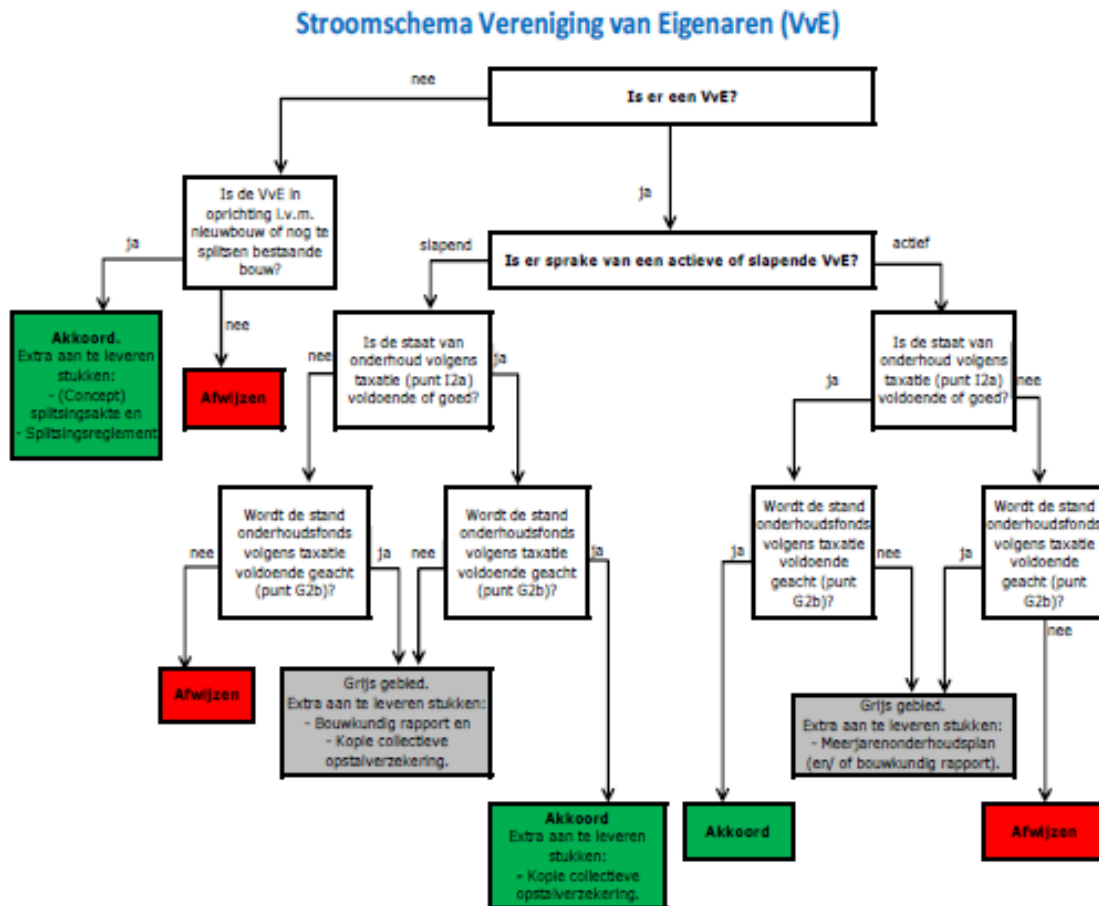 Stroomschema Vereniging van Eigenaren (VvE)
nee
Is er een VvE?
ja
Is de VvE in
oprichting i.v.m.
nieuwbouw of nog te
splitsen bestaande
bouw?
ja
nee
slapend
Is er sprake van een actieve of slapende VvE?
actief
Akkoord.
Extra aan te leveren
stukken:
- (Concept)
splitsingsakte en
- Splitsingsreglement
Afwijzen
nee
Is de staat van
onderhoud volgens
taxatie (punt I2a)
voldoende of goed?
ja
ja
Is de staat van
onderhoud volgens
taxatie (punt I2a)
voldoende of goed?
nee
nee
Wordt de stand
onderhoudsfonds
volgens taxatie
voldoende geacht
(punt G2b)?
ja
nee
Wordt de stand
onderhoudsfonds
volgens taxatie
voldoende geacht
(punt G2b)?
ja
ja
Wordt de stand
onderhoudsfonds
volgens taxatie
voldoende
geacht (punt
G2b)?
nee
ja
Wordt de stand
onderhoudsfonds
volgens taxatie
voldoende
geacht (punt
G2b)?
nee
Afwijzen
Grijs gebied.
Extra aan te leveren stukken:
- Bouwkundig rapport en
- Kopie collectieve
opstalverzekering.
Grijs gebied.
Extra aan te leveren stukken:
- Meerjarenonderhoudsplan
(en/ of bouwkundig rapport).
Akkoord
Extra aan te leveren
stukken:
- Kopie collectieve
opstalverzekering.
Akkoord
Afwijzen